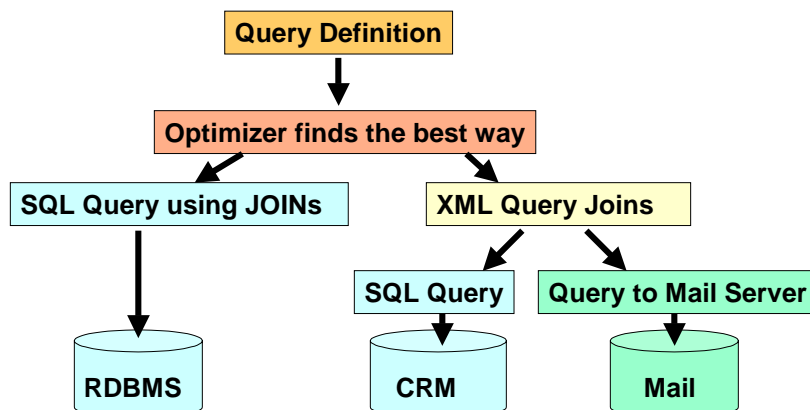 Query Definition
Optimizer finds the best way
SQL Query using JOINs
XML Query Joins
SQL Query
Query to Mail Server
RDBMS
CRM
Mail